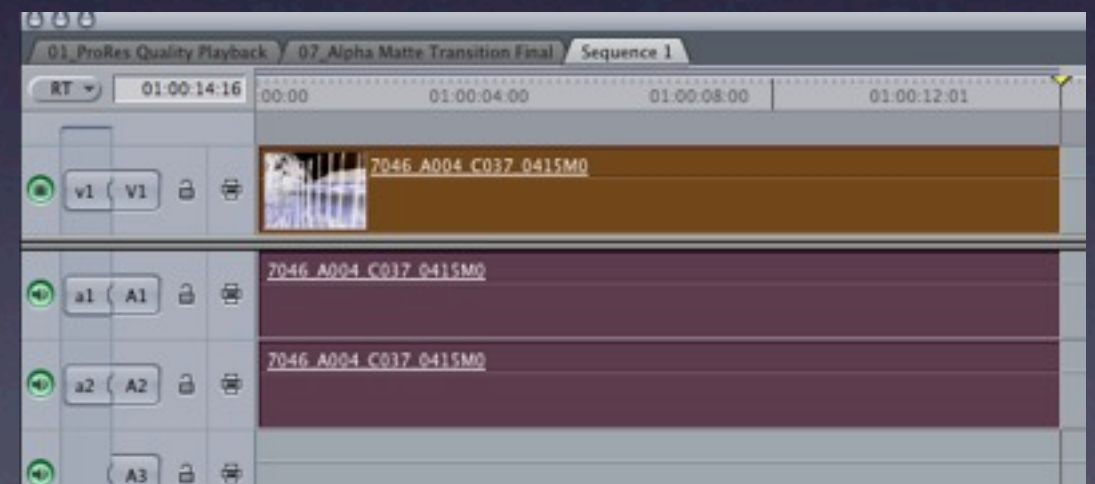 01_ProRes Quality Playback 07_Alpha Matte Transition Final Sequence 1
RT 01:00:14:16 :00:00 01:00:04:00 01:00:08:00 01:00:12:01
v1 V1 7046_A004_C037_0415M0
a1 A1 7046_A004_C037_0415M0
a2 A2 7046_A004_C037_0415M0
A3